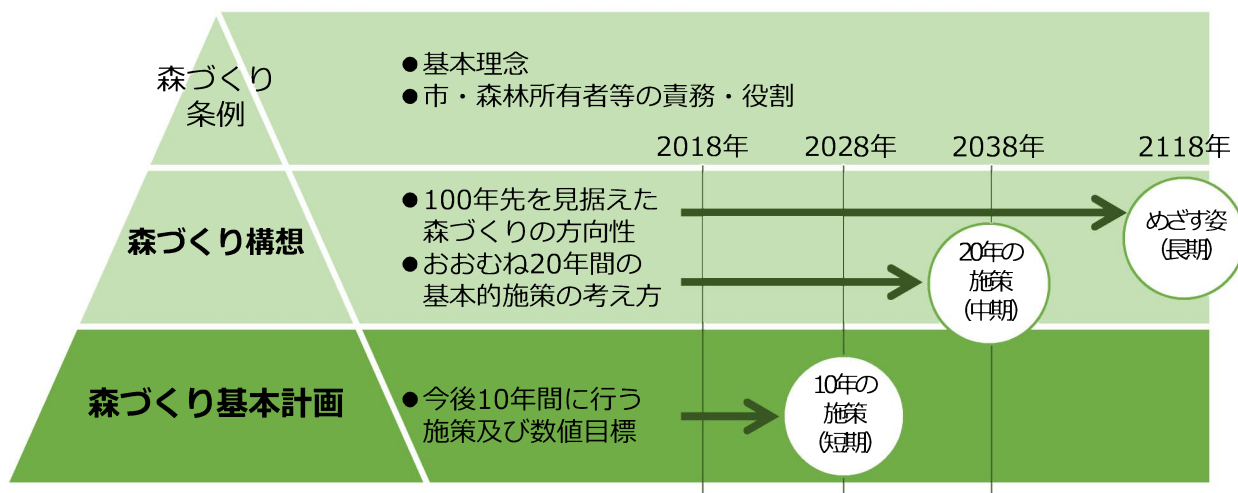 森づくり
条例
●基本理念
●市・森林所有者等の責務・役割
2018年 2028年 2038年 2118年
森づくり構想
●100年先を見据えた
森づくりの方向性
●おおむね20年間の
基本的施策の考え方
めざす姿
(長期)
20年の
施策
(中期)
森づくり基本計画
●今後10年間に行う
施策及び数値目標
10年の
施策
(短期)